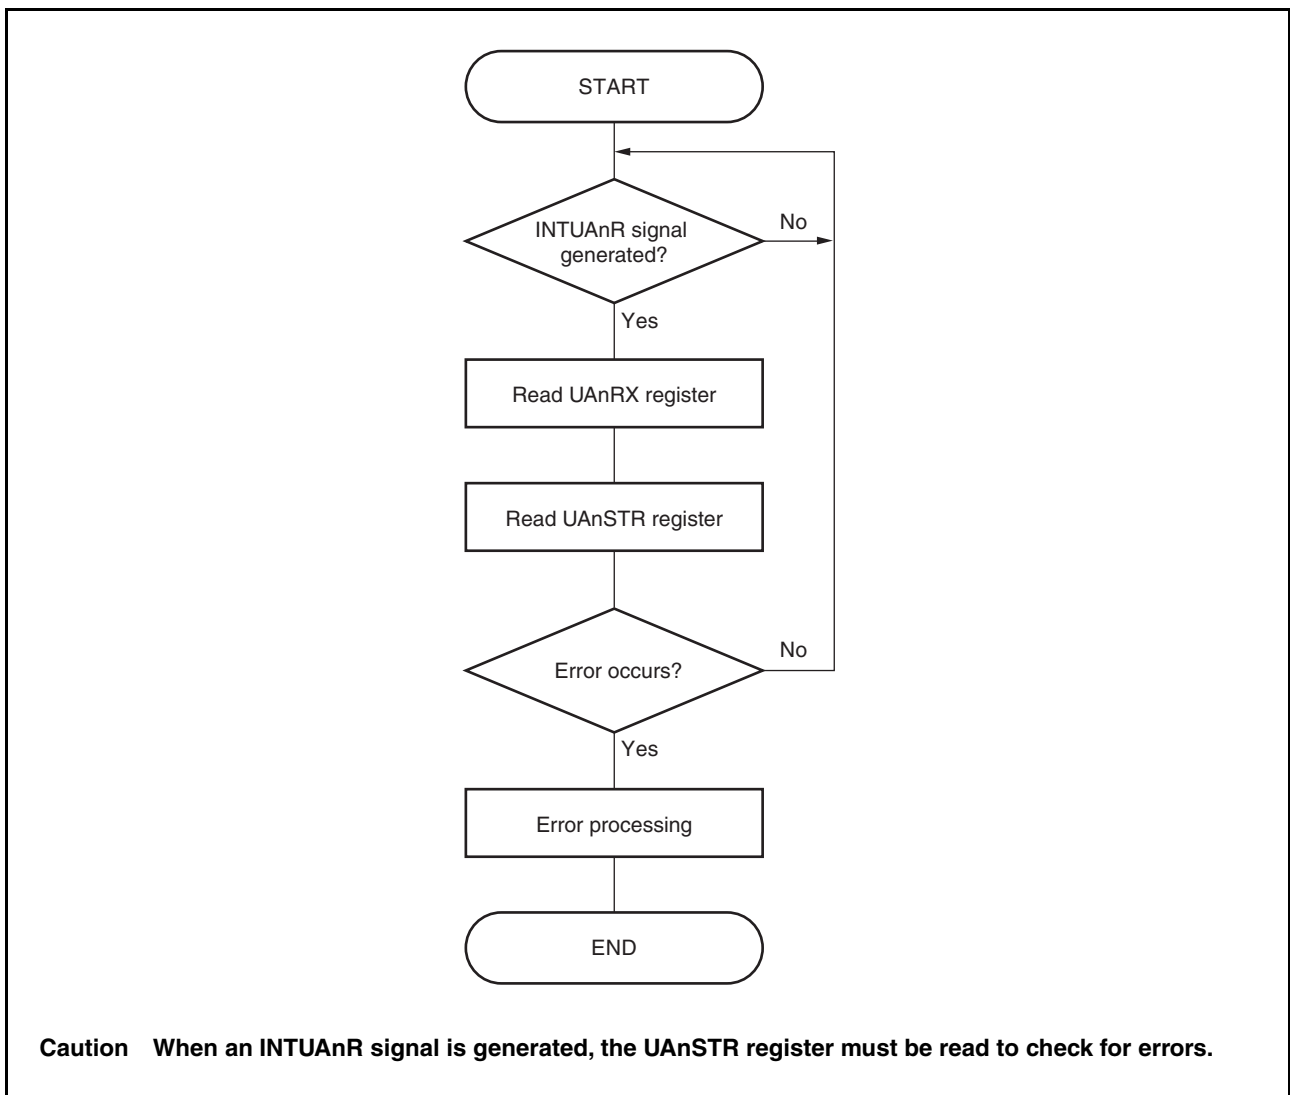 START
INTUAnR signal
generated?
No
Yes
Read UAnRX register
Read UAnSTR register
Error occurs?
No
Yes
Error processing
END
Caution When an INTUAnR signal is generated, the UAnSTR register must be read to check for errors.